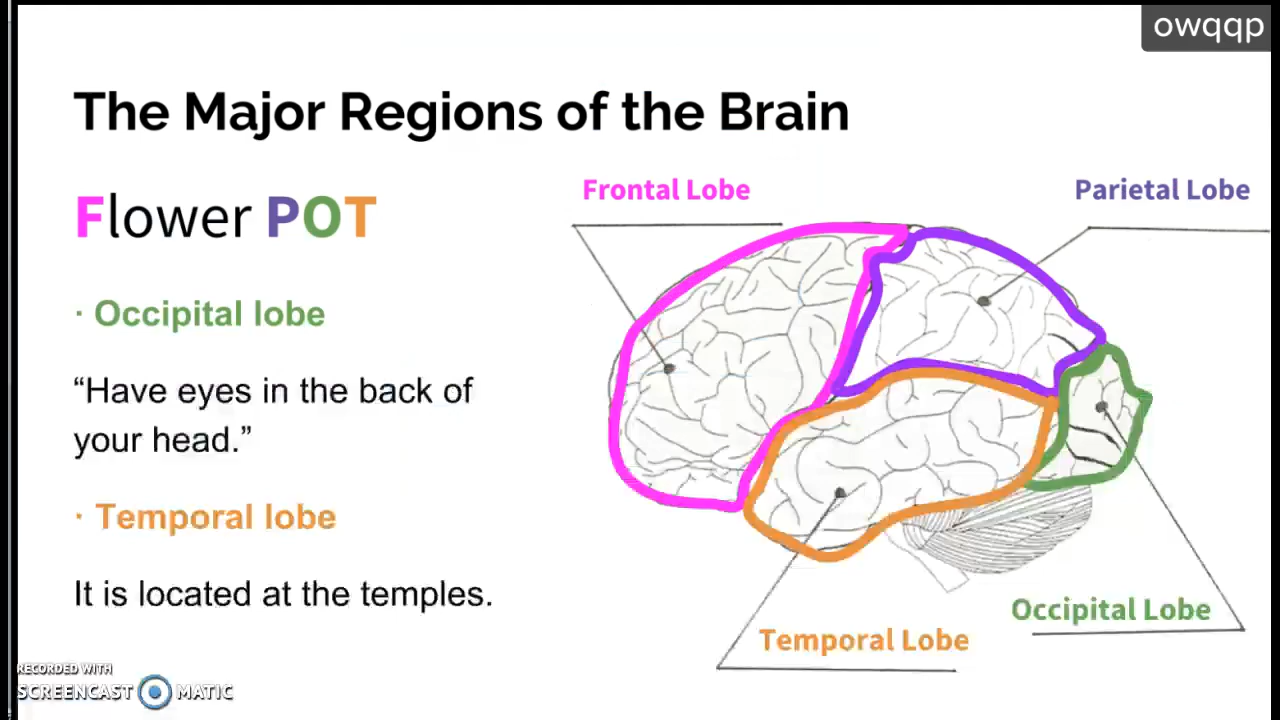 owqqp
The Major Regions of the Brain
Flower POT
Frontal Lobe
Parietal Lobe
· Occipital lobe
“Have eyes in the back of
your head.”
· Temporal lobe
It is located at the temples.
Occipital Lobe
Temporal Lobe
RECORDED WITH
SCREENCAST MATIC